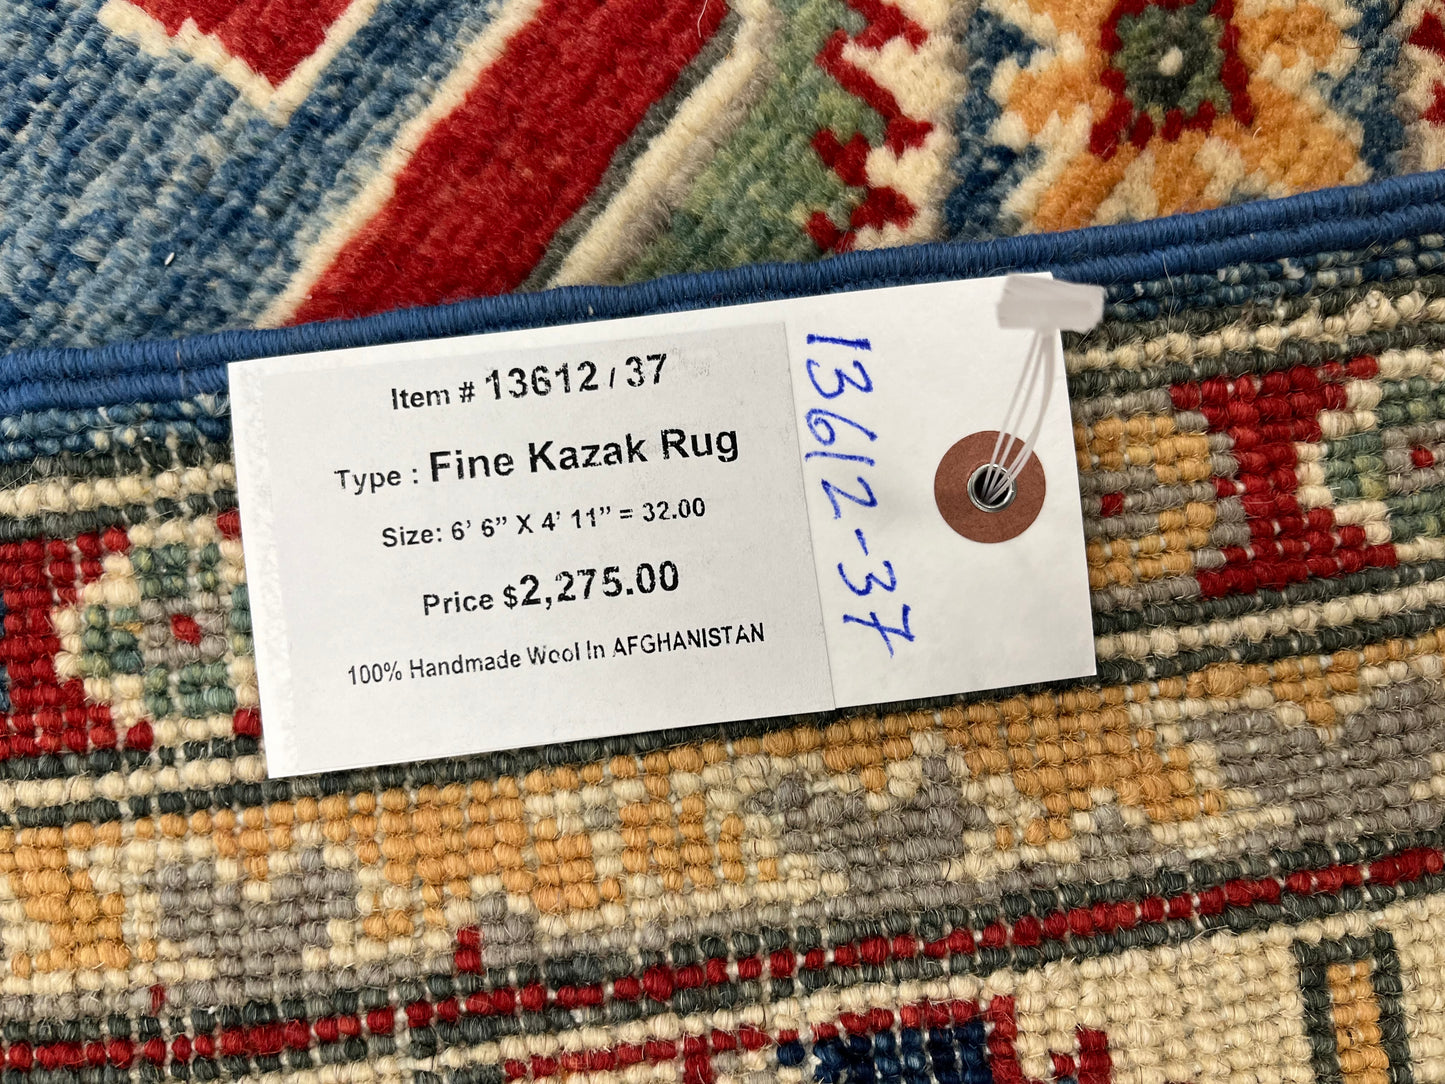 Item # 13612 / 37
Type : Fine Kazak Rug
Size: 6’ 6” X 4’ 11” = 32.00
Price $2,275.00
100% Handmade Wool In AFGHANISTAN
13612-37